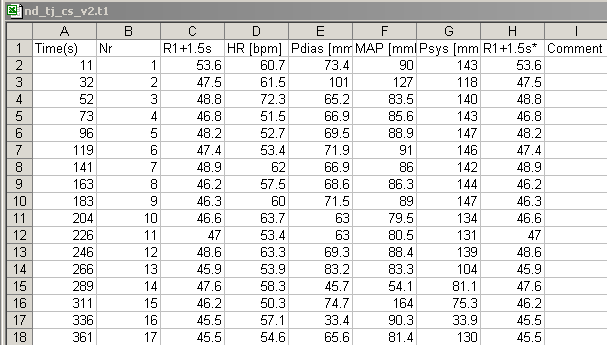 nd_tj_cs_v2.t1
A B C D E F G H I
1 Time(s) Nr R1+1.5s HR [bpm] Pdias [mm MAP [mml Psys [mm R1+1.5s* Comment
2 11 1 53.6 60.7 73.4 90 143 53.6
3 32 2 47.5 61.5 101 127 118 47.5
4 52 3 48.8 72.3 65.2 83.5 140 48.8
5 73 4 46.8 51.5 66.9 85.6 143 46.8
6 96 5 48.2 52.7 69.5 88.9 147 48.2
7 119 6 47.4 53.4 71.9 91 146 47.4
8 141 7 48.9 62 66.9 86 142 48.9
9 163 8 46.2 57.5 68.6 86.3 144 46.2
10 183 9 46.3 60 71.5 89 147 46.3
11 204 10 46.6 63.7 63 79.5 134 46.6
12 226 11 47 53.4 63 80.5 131 47
13 246 12 48.6 63.3 69.3 88.4 139 48.6
14 266 13 45.9 53.9 83.2 83.3 104 45.9
15 289 14 47.6 58.3 45.7 54.1 81.1 47.6
16 311 15 46.2 50.3 74.7 164 75.3 46.2
17 336 16 45.5 57.1 33.4 90.3 33.9 45.5
18 361 17 45.5 54.6 65.6 81.4 130 45.5